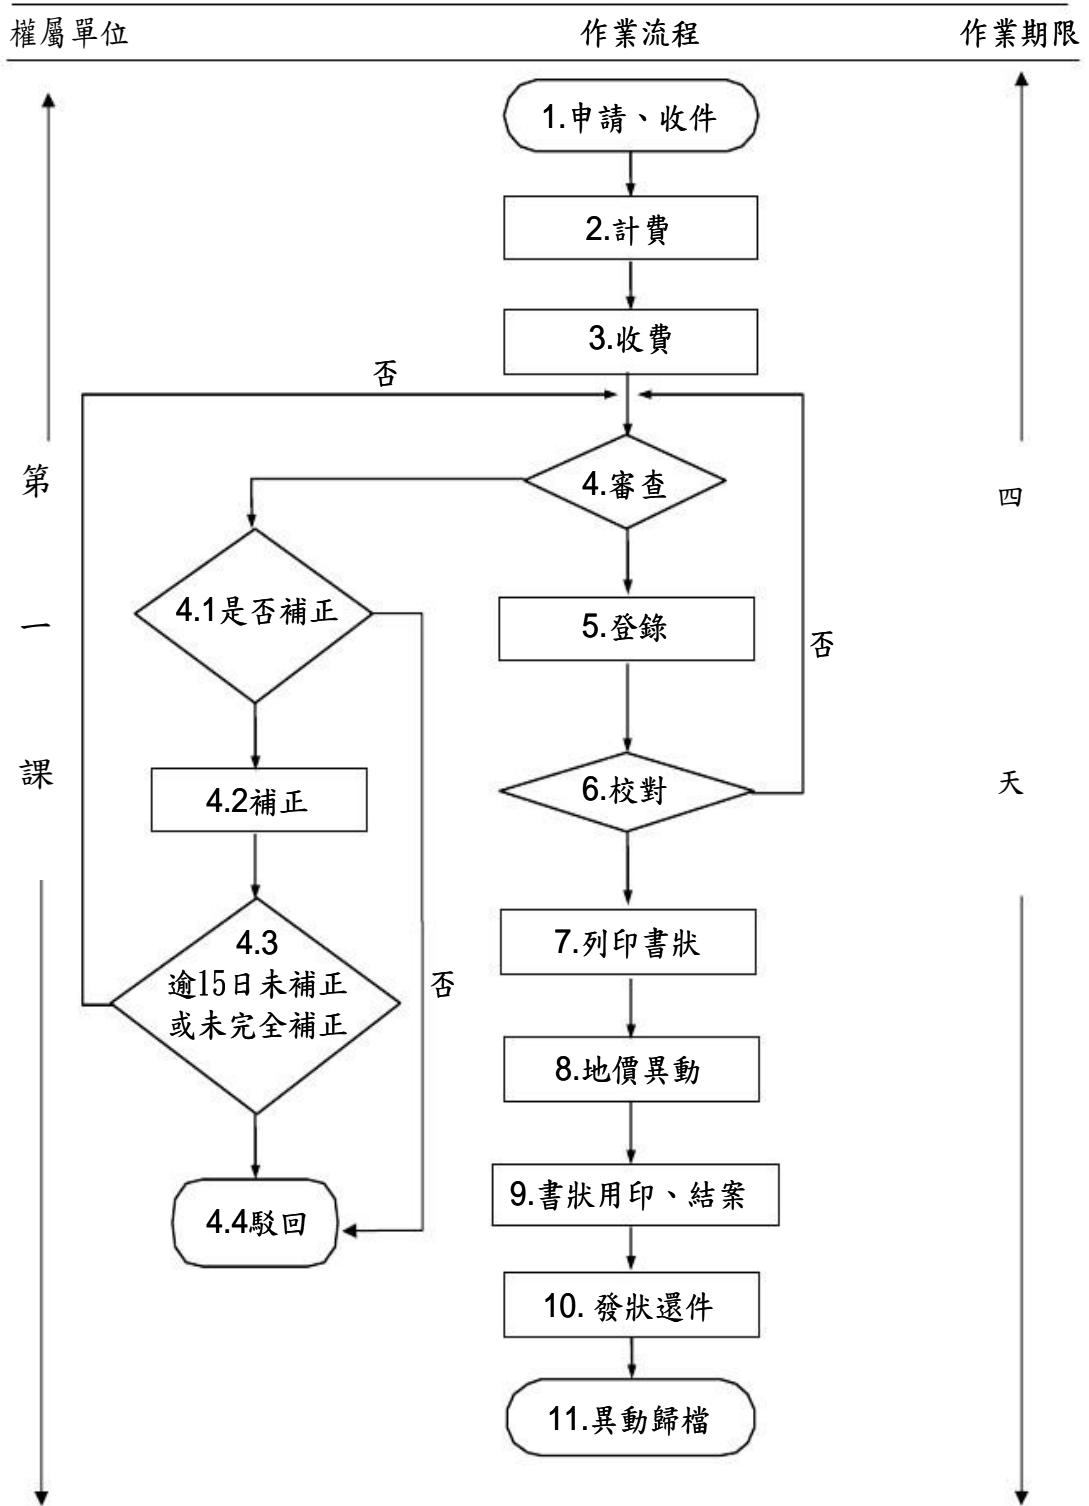 權屬單位 作業流程 作業期限
1.申請、收件
2.計費
3.收費
否
4.審查
第一課
四天
4.1是否補正
5.登錄
否
4.2補正
6.校對
4.3
逾15日未補正
或未完全補正
否
7.列印書狀
8.地價異動
9.書狀用印、結案
4.4駁回
10.發狀還件
11.異動歸檔